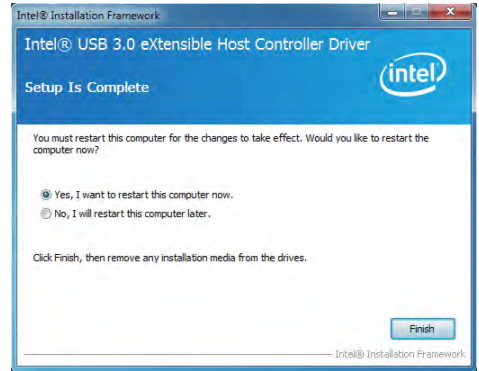 Intel® Installation Framework
Intel® USB 3.0 eXtensible Host Controller Driver
intel®
Setup Is Complete
You must restart this computer for the changes to take effect. Would you like to restart the
computer now?
Yes, I want to restart this computer now.
No, I will restart this computer later.
Click Finish, then remove any installation media from the drives.
Finish
Intel® Installation Framework